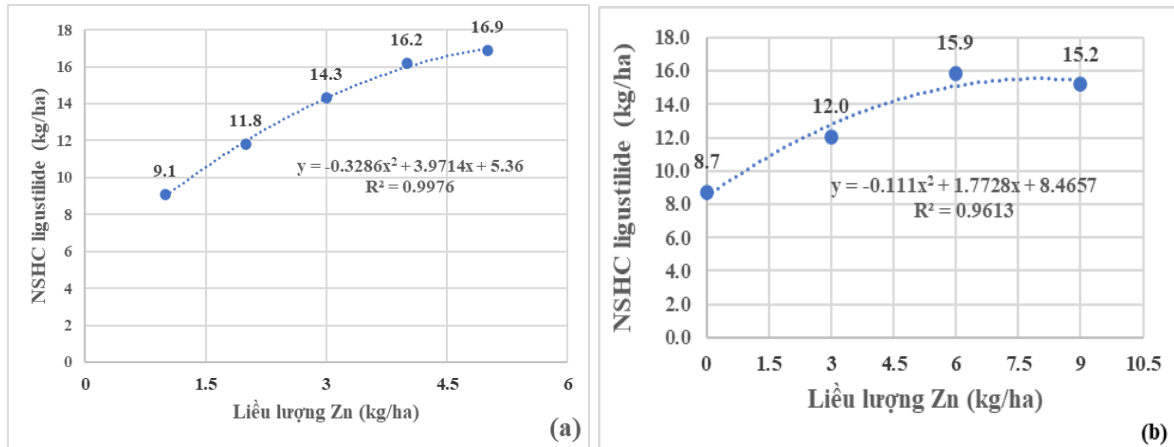 18
16
14
12
10
8
6
4
2
0
NSHC ligustilide (kg/ha)
9.1
11.8
14.3
16.2
16.9
y = -0.3286x² + 3.9714x + 5.36
R² = 0.9976
0 1.5 3 4.5 6
Liều lượng Zn (kg/ha)
(a)
18.0
16.0
14.0
12.0
10.0
8.0
6.0
4.0
2.0
0.0
NSHC ligustilide (kg/ha)
8.7
12.0
15.9
15.2
y = -0.111x² + 1.7728x + 8.4657
R² = 0.9613
0 1.5 3 4.5 6 7.5 9 10.5
Liều lượng Zn (kg/ha)
(b)